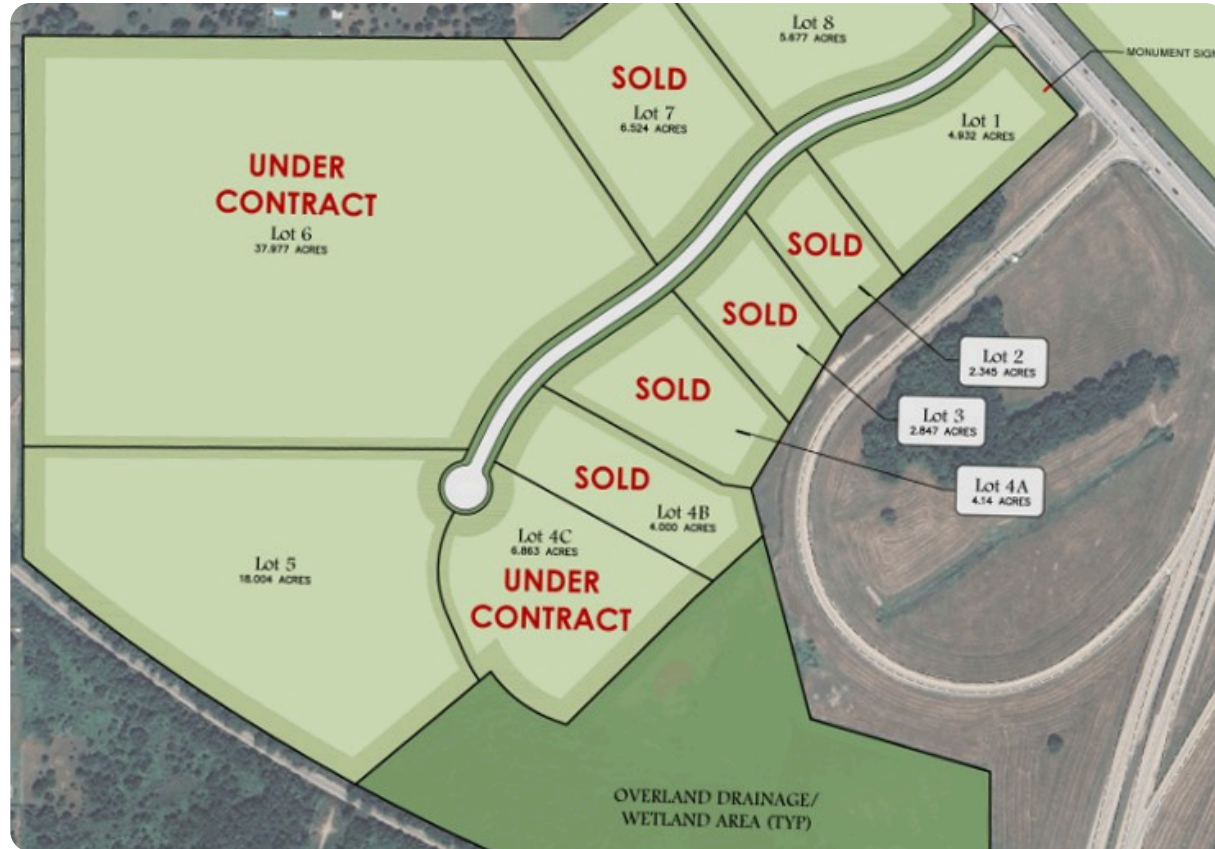 Lot 8
5.677 ACRES
MONUMENT SIGN
SOLD
Lot 7
6.524 ACRES
Lot 1
4.932 ACRES
UNDER
CONTRACT
Lot 6
37.977 ACRES
SOLD
SOLD
Lot 2
2.345 ACRES
SOLD
Lot 3
2.847 ACRES
SOLD
Lot 4B
4.000 ACRES
Lot 4A
4.14 ACRES
Lot 4C
6.863 ACRES
UNDER
CONTRACT
Lot 5
18.004 ACRES
OVERLAND DRAINAGE/
WETLAND AREA (TYP)